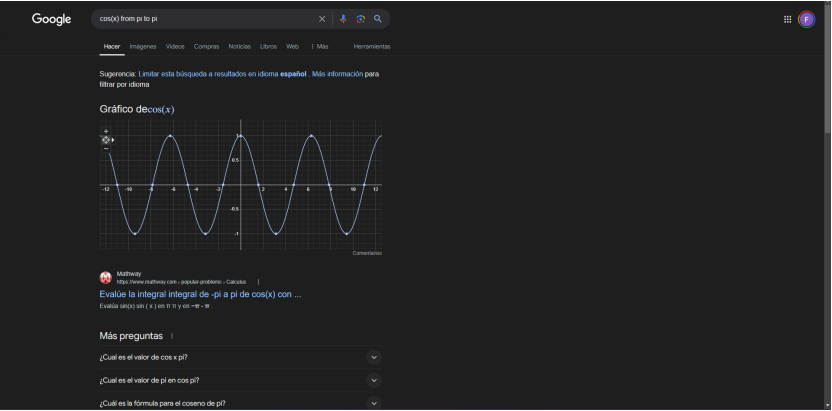 Google
cos(x) from pi to pi
F
Hacer Imágenes Videos Compras Noticias Libros Web Más Herramientas
Sugerencia: Limitar esta búsqueda a resultados en idioma español . Más información para
filtrar por idioma
Gráfico decos(x)
+
−
1
0.5
-12 -10 -8 -6 -4 -2 2 4 6 8 10 12
-0.5
-1
Comentarios
Mathway
https://www.mathway.com › popular-problems › Calculus
Evalúe la integral integral de -pi a pi de cos(x) con ...
Evalúa sin(x) sin ( x ) en π π y en −π - π .
Más preguntas
¿Cual es el valor de cos x pi?
¿Cual es el valor de pi en cos pi?
¿Cuál es la fórmula para el coseno de pi?